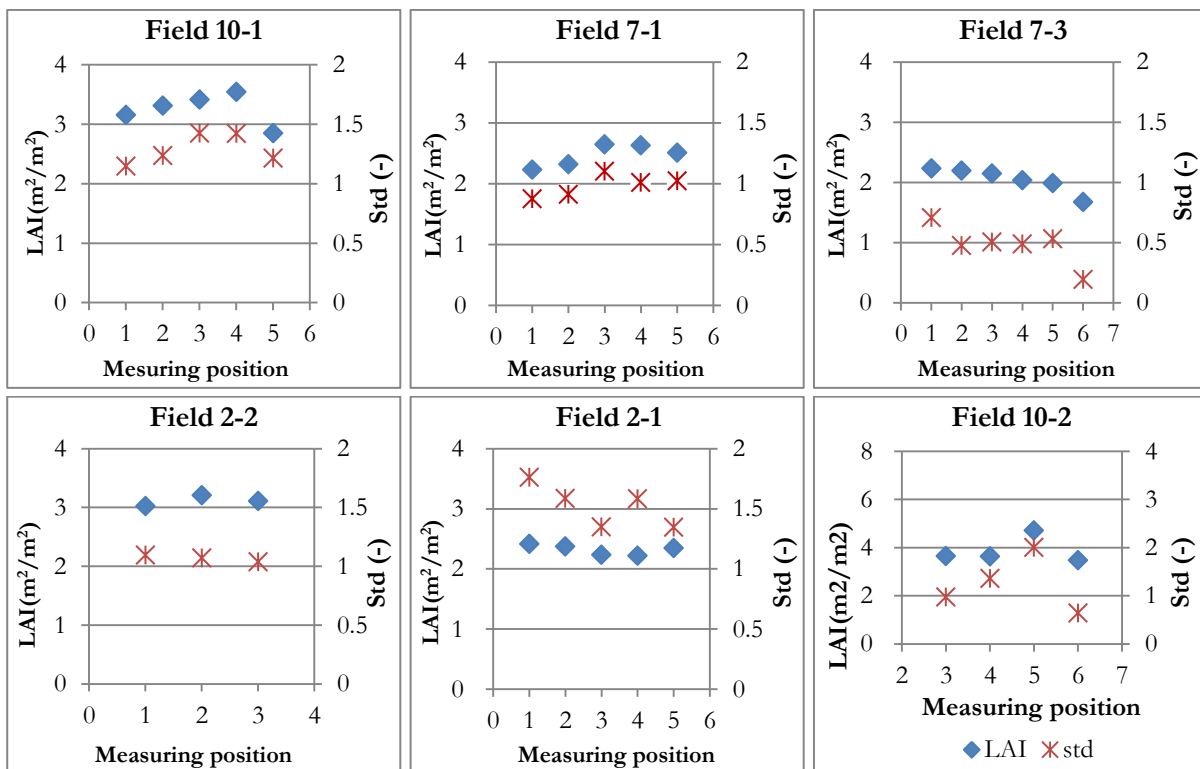 Field 10-1
4
3
2
1
0
2
1.5
1
0.5
0
LAI(m²/m²)
Std (-)
0 1 2 3 4 5 6
Mesuring position
Field 7-1
4
3
2
1
0
2
1.5
1
0.5
0
LAI(m²/m²)
Std (-)
0 1 2 3 4 5 6
Measuring position
Field 7-3
4
3
2
1
0
2
1.5
1
0.5
0
LAI(m²/m²)
Std (-)
0 1 2 3 4 5 6 7
Measuring position
Field 2-2
4
3
2
1
0
2
1.5
1
0.5
0
LAI(m²/m²)
Std (-)
0 1 2 3 4
Measuring position
Field 2-1
4
3
2
1
0
2
1.5
1
0.5
0
LAI(m²/m²)
Std (-)
0 1 2 3 4 5 6
Measuring position
Field 10-2
8
6
4
2
0
4
3
2
1
0
LAI(m2/m2)
Std (-)
2 3 4 5 6 7
Measuring position
LAI std